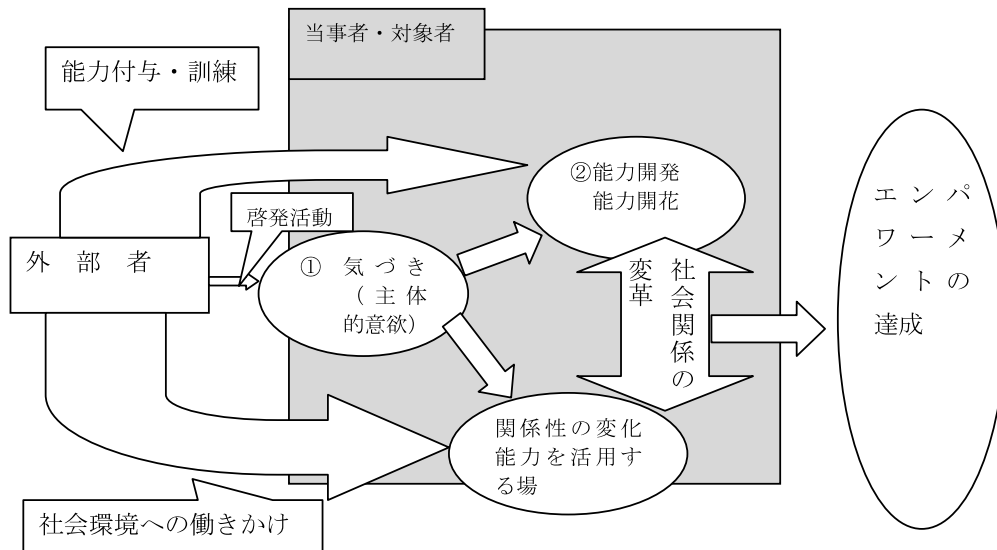 当事者・対象者
能力付与・訓練
②能力開発
能力開花
エンパ
ワーメ
ントの
達成
啓発活動
外部者
① 気づき
（主体
的意欲）
社会関係の
変革
関係性の変化
能力を活用す
る場
社会環境への働きかけ